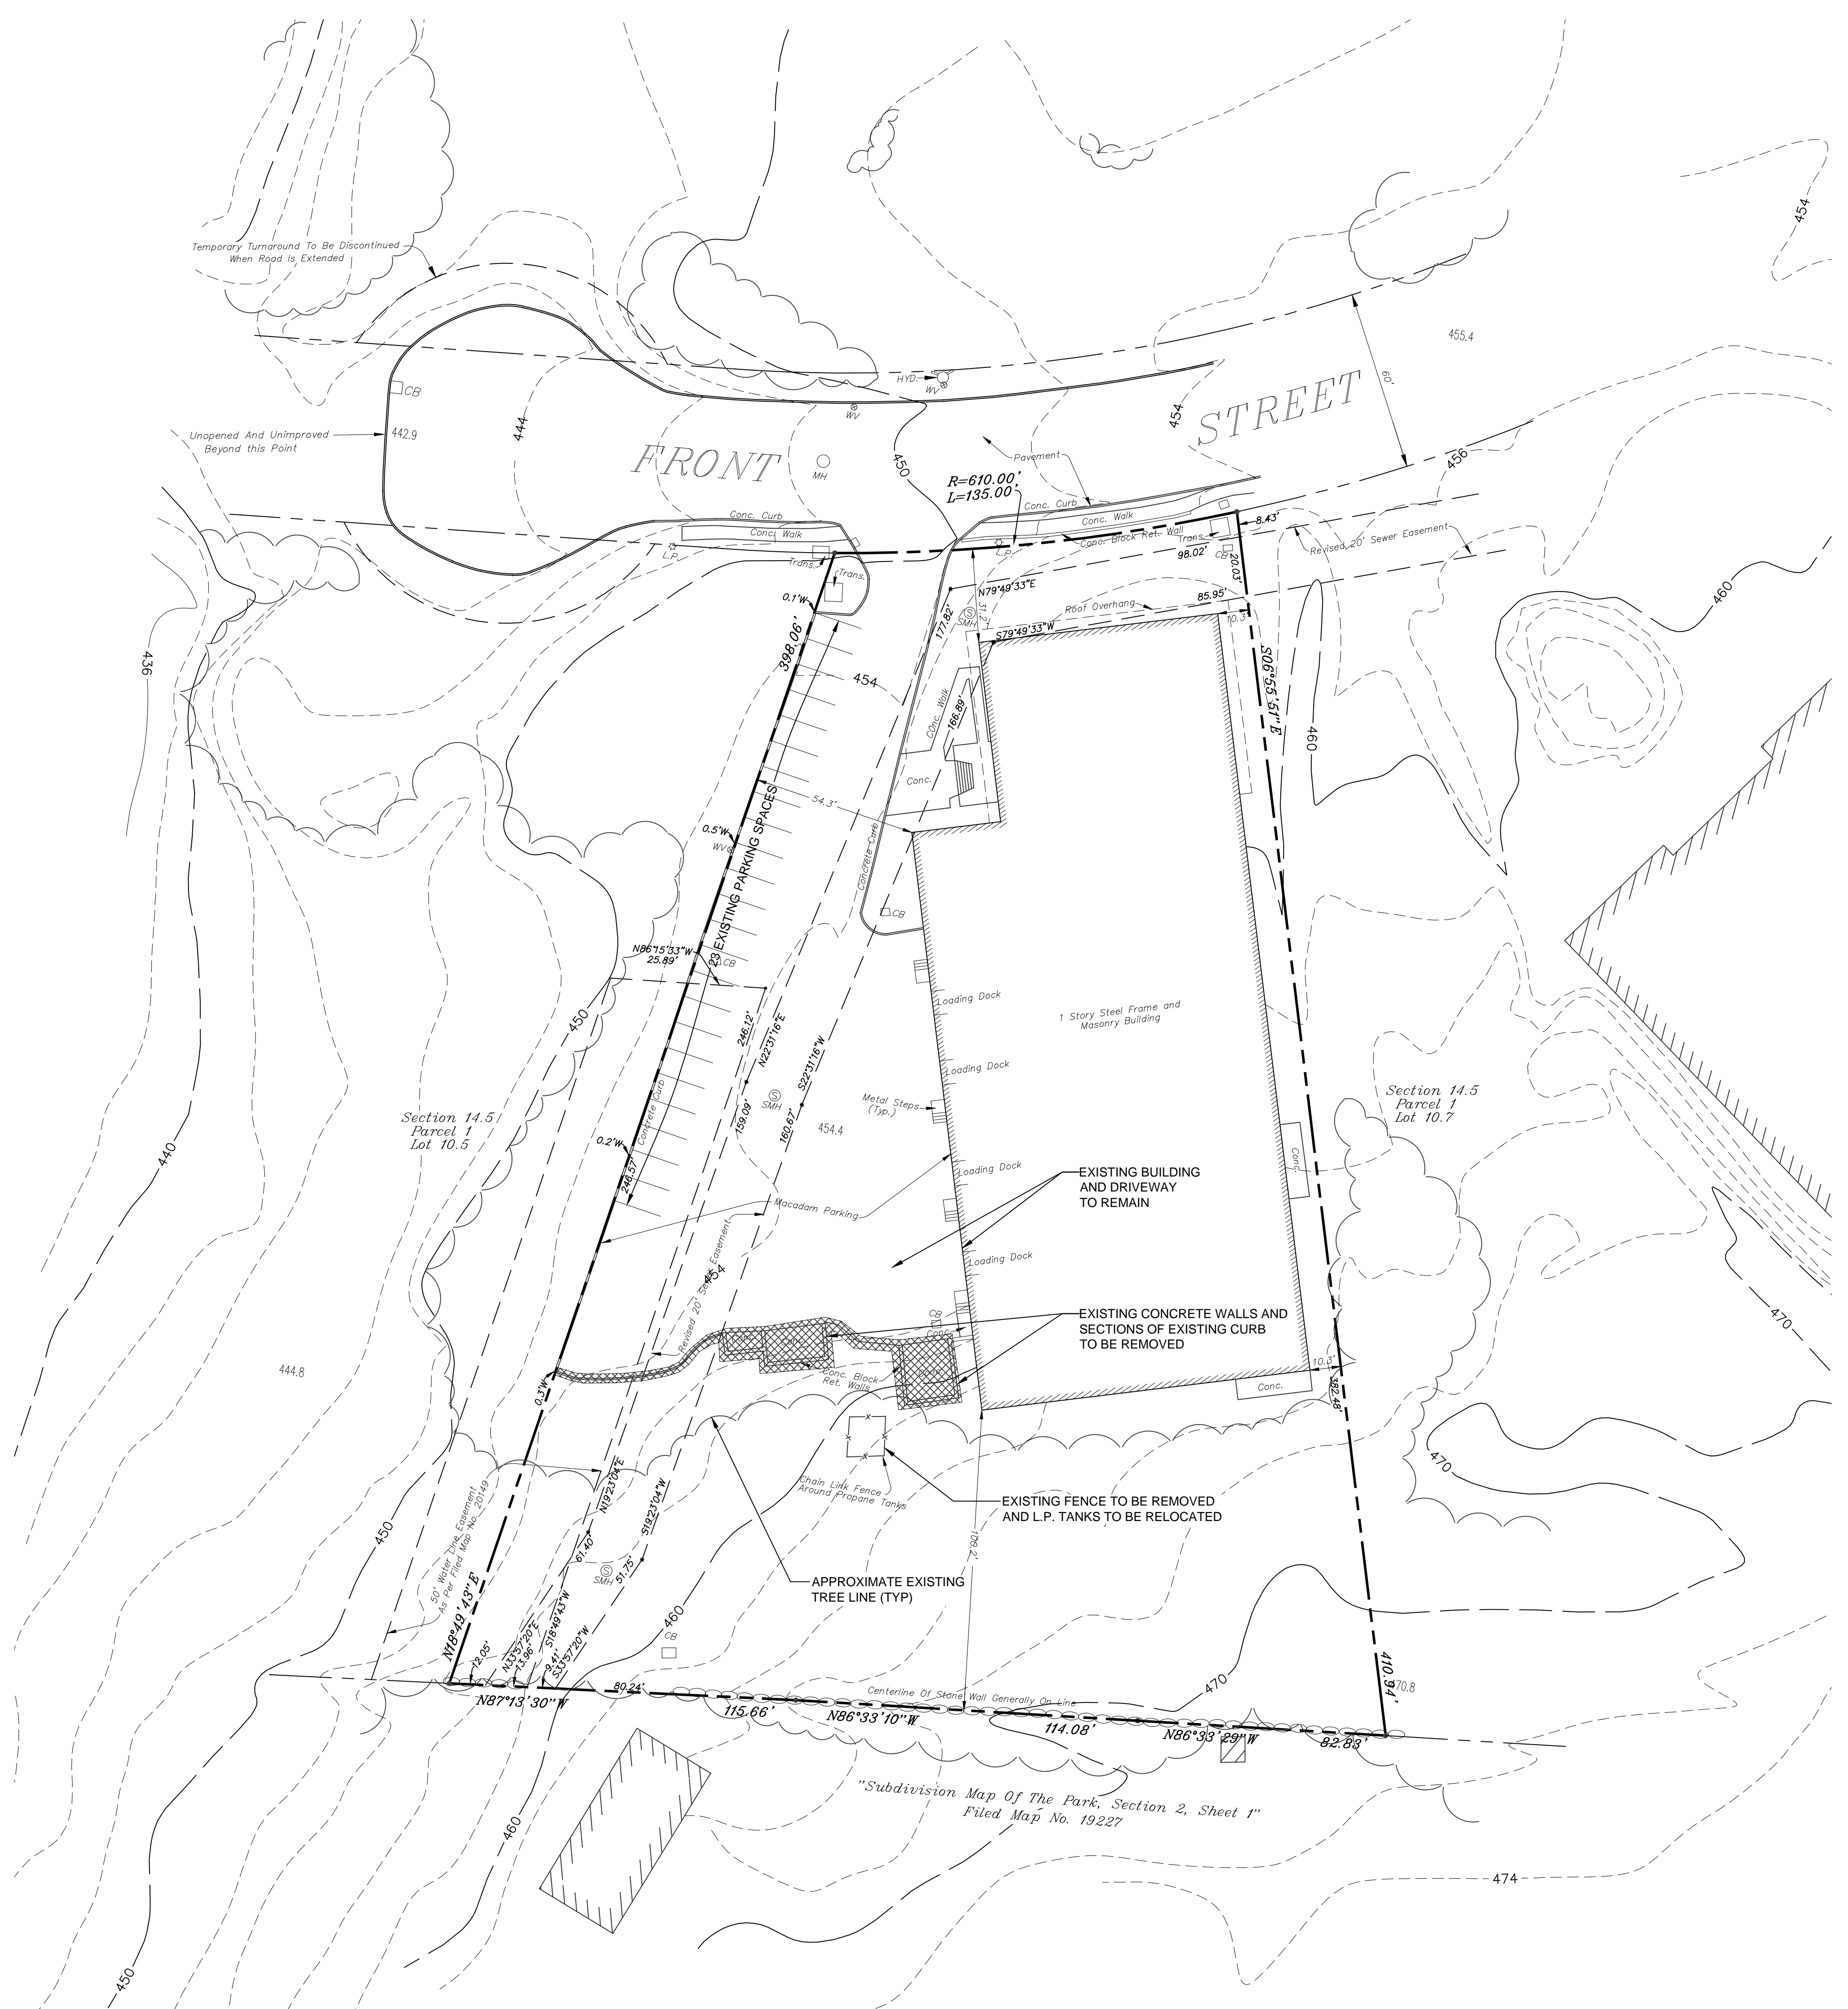 454
Temporary Turnaround To Be Discontinued
When Road Is Extended
455.4
60'
HYD.
WV
WV
CB
STREET
454
444
442.9
Unopened And Unimproved
Beyond this Point
FRONT
MH
450
Pavement
456
R=610.00'
L=135.00'
Conc. Curb
Conc. Walk
Conc. Block Ret. Wall
Trans.
8.43'
Revised 20' Sewer Easement
Conc. Curb
Conc. Walk
L.P.
L.P.
Trans.
Trans.
98.02'
CB
20.03'
N79°49'33"E
85.95'
Roof Overhang
31.2'
SMH
S79°49'33"W
10.3'
0.1'W
177.82'
398.06'
460
436
454
S06°55'51"E
460
COnc. Walk
166.89'
Conc.
54.3'
0.5'W
WV
Concrete Curb
23 EXISTING PARKING SPACES
CB
N86°15'33"W
25.89'
CB
450
Loading Dock
1 Story Steel Frame and
Masonry Building
246.12'
N22°31'16"E
S22°31'16"W
Loading Dock
SMH
Metal Steps
(Typ.)
Section 14.5
Parcel 1
Lot 10.7
Section 14.5
Parcel 1
Lot 10.5
Concrete Curb
159.09'
160.67'
454.4
440
0.2'W
248.57'
Conc.
Loading Dock
EXISTING BUILDING
AND DRIVEWAY
TO REMAIN
Macadam Parking
Revised 20' Sewer Easement
454
Loading Dock
CB
Conc.
EXISTING CONCRETE WALLS AND
SECTIONS OF EXISTING CURB
TO BE REMOVED
470
444.8
0.3'W
Conc. Block
Ret. Walls
10.3'
Conc.
382.48'
470
Chain Link Fence
Around Propane Tanks
EXISTING FENCE TO BE REMOVED
AND L.P. TANKS TO BE RELOCATED
N19°23'04"E
S19°23'04"W
450
50' Water Line Easement
As Per Filed Map No. 20149
109.2'
61.40'
SMH
51.75'
APPROXIMATE EXISTING
TREE LINE (TYP)
N18°49'43"E
460
CB
12.05'
N33°57'20"E
13.96'
S18°49'43"W
9.41'
S33°57'20"W
410.94'
470.8
470
N87°13'30"W
80.24'
115.66'
Centerline Of Stone Wall Generally On Line
N86°33'10"W
114.08'
N86°33'29"W
82.83'
"Subdivision Map Of The Park, Section 2, Sheet 1"
Filed Map No. 19227
460
474
450